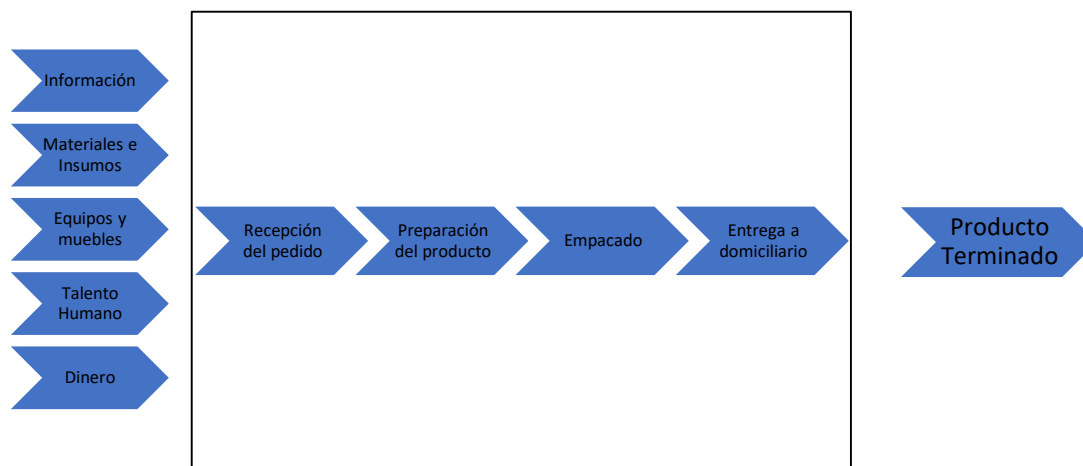 Información
Materiales e
Insumos
Equipos y
muebles
Talento
Humano
Dinero
Recepción
del pedido
Preparación
del producto
Empacado
Entrega a
domiciliario
Producto
Terminado